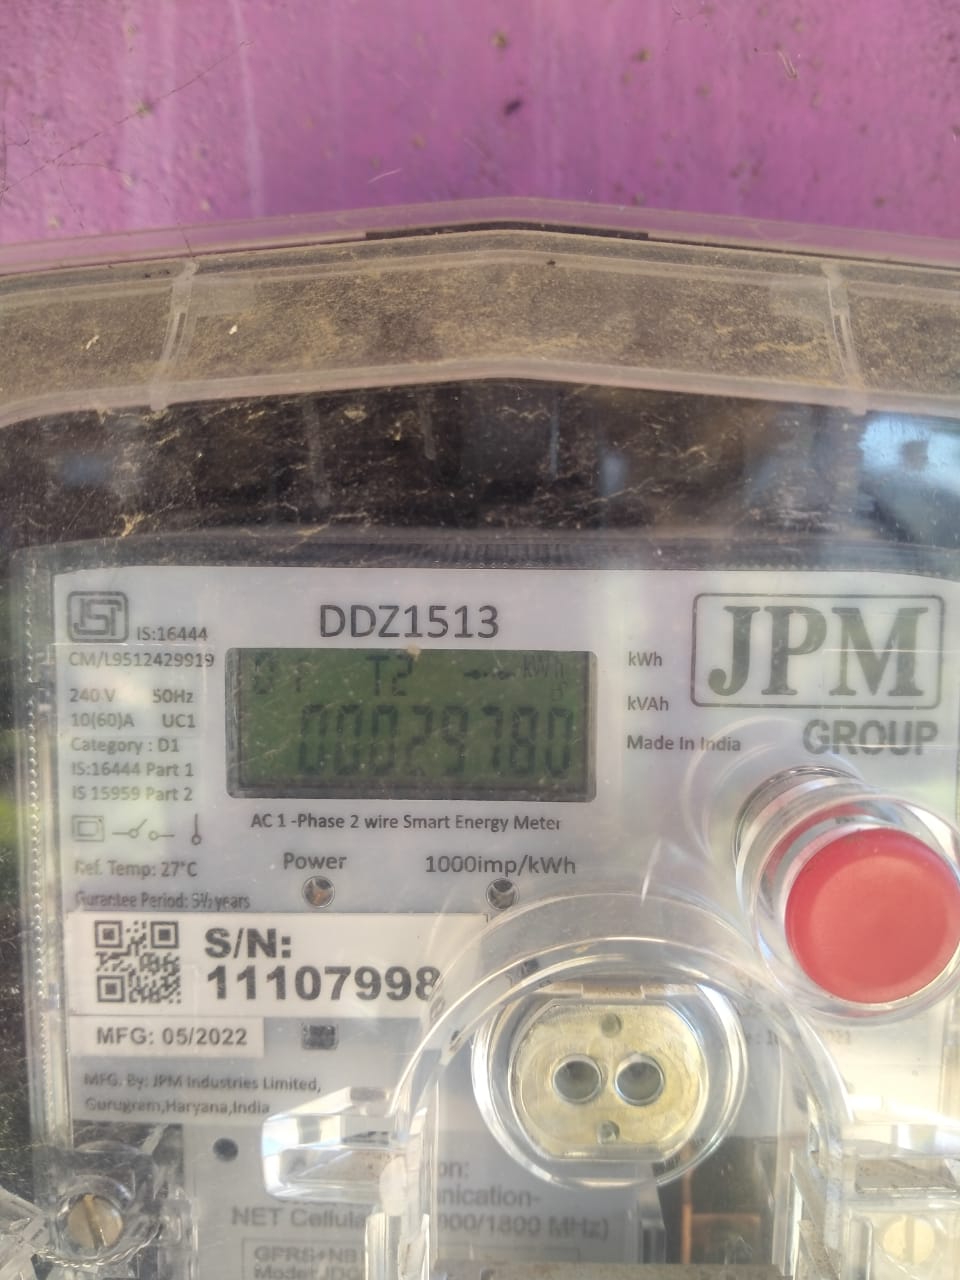 IS:16444
DDZ1513
JPM
GROUP
CM/L9512429919
240 V 50Hz
10(60)A UC1
Category : D1
IS:16444 Part 1
IS 15959 Part 2
T2 kWh
00029780
kWh
kVAh
Made In India
AC 1 -Phase 2 wire Smart Energy Meter
Ref. Temp: 27°C
Power 1000imp/kWh
Gurantee Period: 5½ years
S/N:
11107998
MFG: 05/2022
MFG. By: JPM Industries Limited,
Gurugram,Haryana,India
NET
GPRS+NB